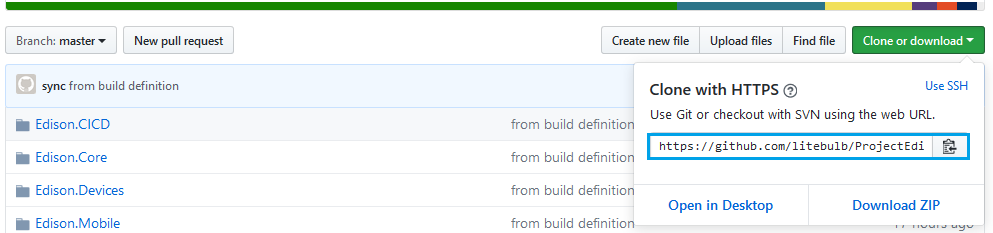 Branch: master
New pull request
Create new file
Upload files
Find file
Clone or download
sync from build definition
Clone with HTTPS
Use SSH
Use Git or checkout with SVN using the web URL.
https://github.com/litebulb/ProjectEdi
Open in Desktop
Download ZIP
Edison.CICD
from build definition
Edison.Core
from build definition
Edison.Devices
from build definition
Edison.Mobile
from build definition
17 hours ago